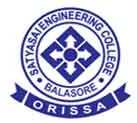 SATYASAI ENGINEERING COLLEGE
BALASORE
ORISSA